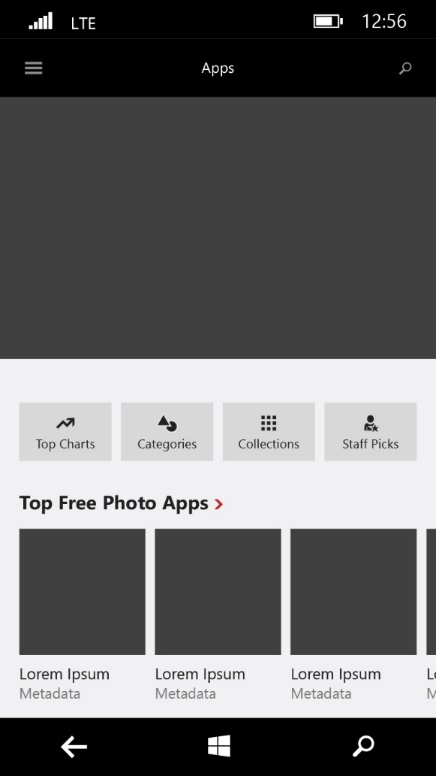 LTE 12:56
Apps
Top Charts Categories Collections Staff Picks
Top Free Photo Apps
Lorem Ipsum Lorem Ipsum Lorem Ipsum
Metadata Metadata Metadata